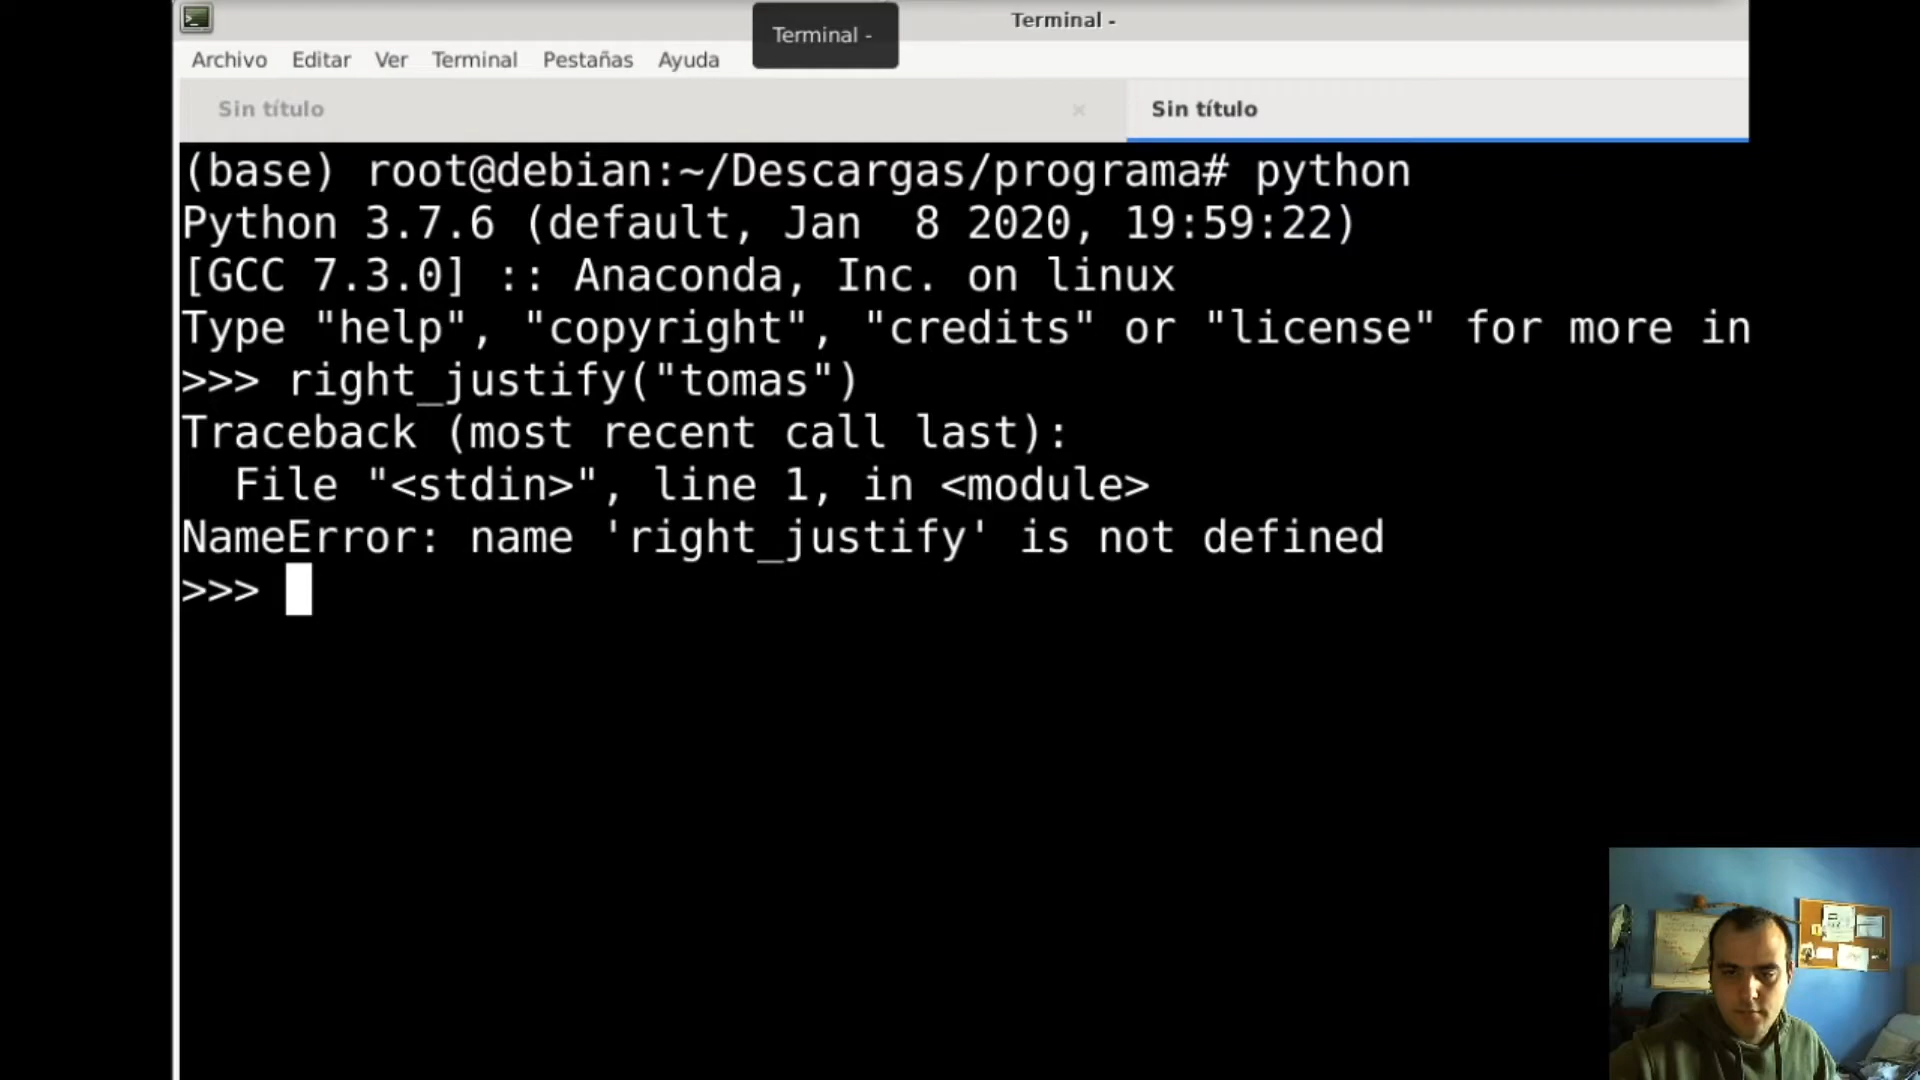 Terminal -
Terminal -
Archivo Editar Ver Terminal Pestañas Ayuda
Sin título
Sin título
(base) root@debian:~/Descargas/programa# python
Python 3.7.6 (default, Jan  8 2020, 19:59:22)
[GCC 7.3.0] :: Anaconda, Inc. on linux
Type "help", "copyright", "credits" or "license" for more in
>>> right_justify("tomas")
Traceback (most recent call last):
  File "<stdin>", line 1, in <module>
NameError: name 'right_justify' is not defined
>>>